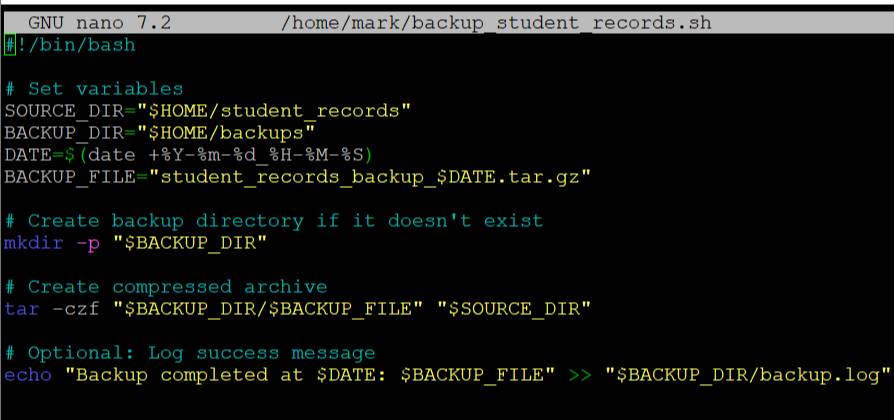 GNU nano 7.2 /home/mark/backup_student_records.sh
#!/bin/bash
# Set variables
SOURCE_DIR="$HOME/student_records"
BACKUP_DIR="$HOME/backups"
DATE=$(date +%Y-%m-%d_%H-%M-%S)
BACKUP_FILE="student_records_backup_$DATE.tar.gz"
# Create backup directory if it doesn't exist
mkdir -p "$BACKUP_DIR"
# Create compressed archive
tar -czf "$BACKUP_DIR/$BACKUP_FILE" "$SOURCE_DIR"
# Optional: Log success message
echo "Backup completed at $DATE: $BACKUP_FILE" >> "$BACKUP_DIR/backup.log"